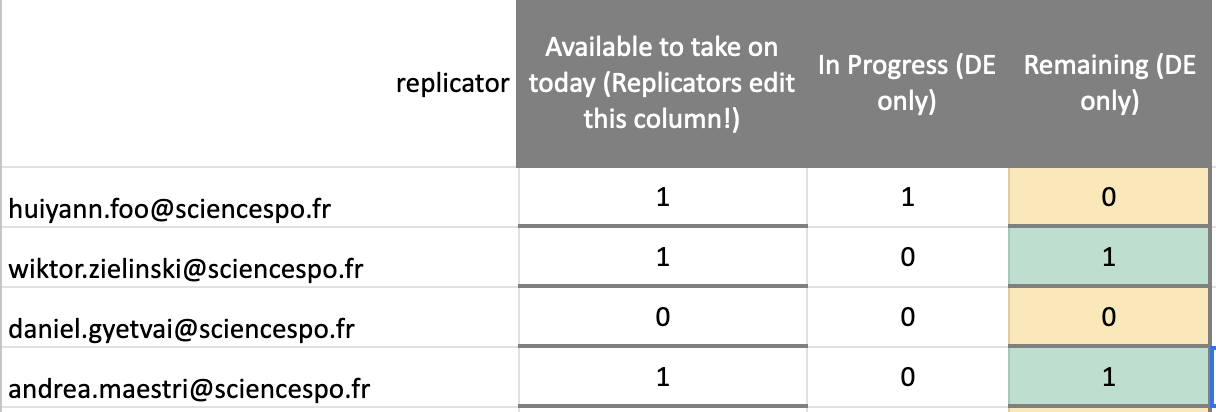 replicator
Available to take on
today (Replicators edit
this column!)
In Progress (DE
only)
Remaining (DE
only)
huiyann.foo@sciencespo.fr 1 1 0
wiktor.zielinski@sciencespo.fr 1 0 1
daniel.gyetvai@sciencespo.fr 0 0 0
andrea.maestri@sciencespo.fr 1 0 1